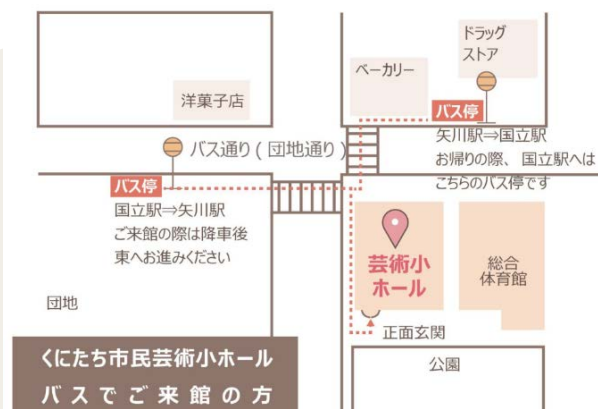 ドラッグ
ストア
ベーカリー
洋菓子店
バス停
矢川駅⇒国立駅
お帰りの際、国立駅へは
こちらのバス停です
バス通り(団地通り)
バス停
国立駅⇒矢川駅
ご来館の際は降車後
東へお進みください
芸術小
ホール
総合
体育館
団地
正面玄関
公園
くにたち市民芸術小ホール
バスでご来館の方